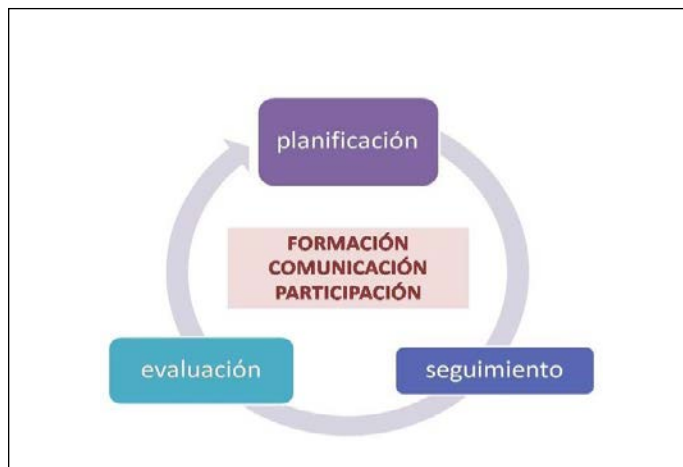 planificación
FORMACIÓN
COMUNICACIÓN
PARTICIPACIÓN
evaluación
seguimiento